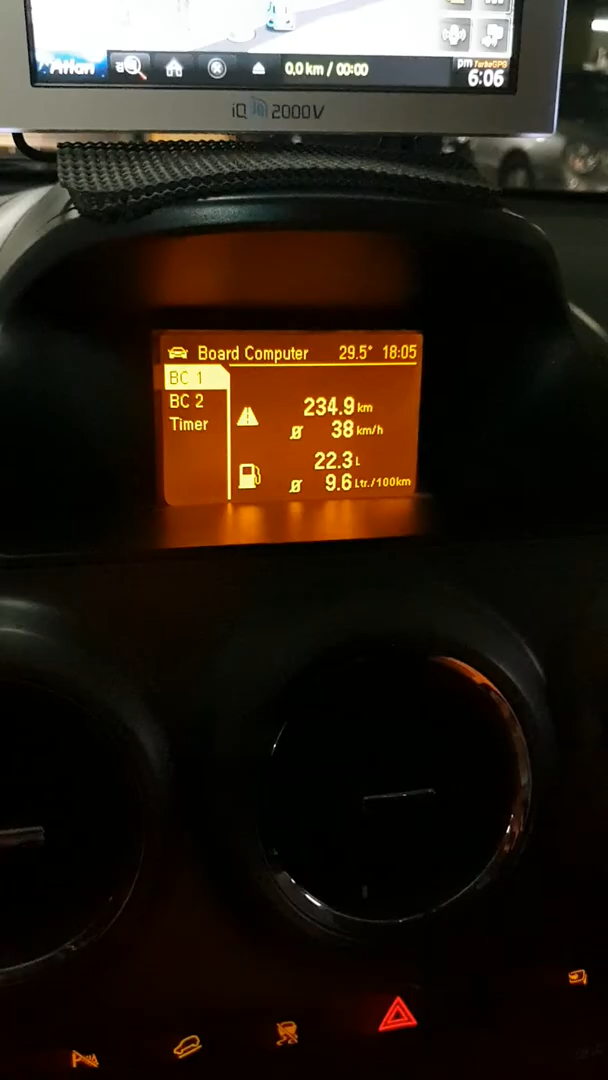 Atlan
0.0 km / 00:00
pm TurboGPS
6:06
iQ 2000V
Board Computer 29.5° 18:05
BC 1
BC 2
Timer
234.9 km
Ø 38 km/h
22.3 L
Ø 9.6 Ltr./100km